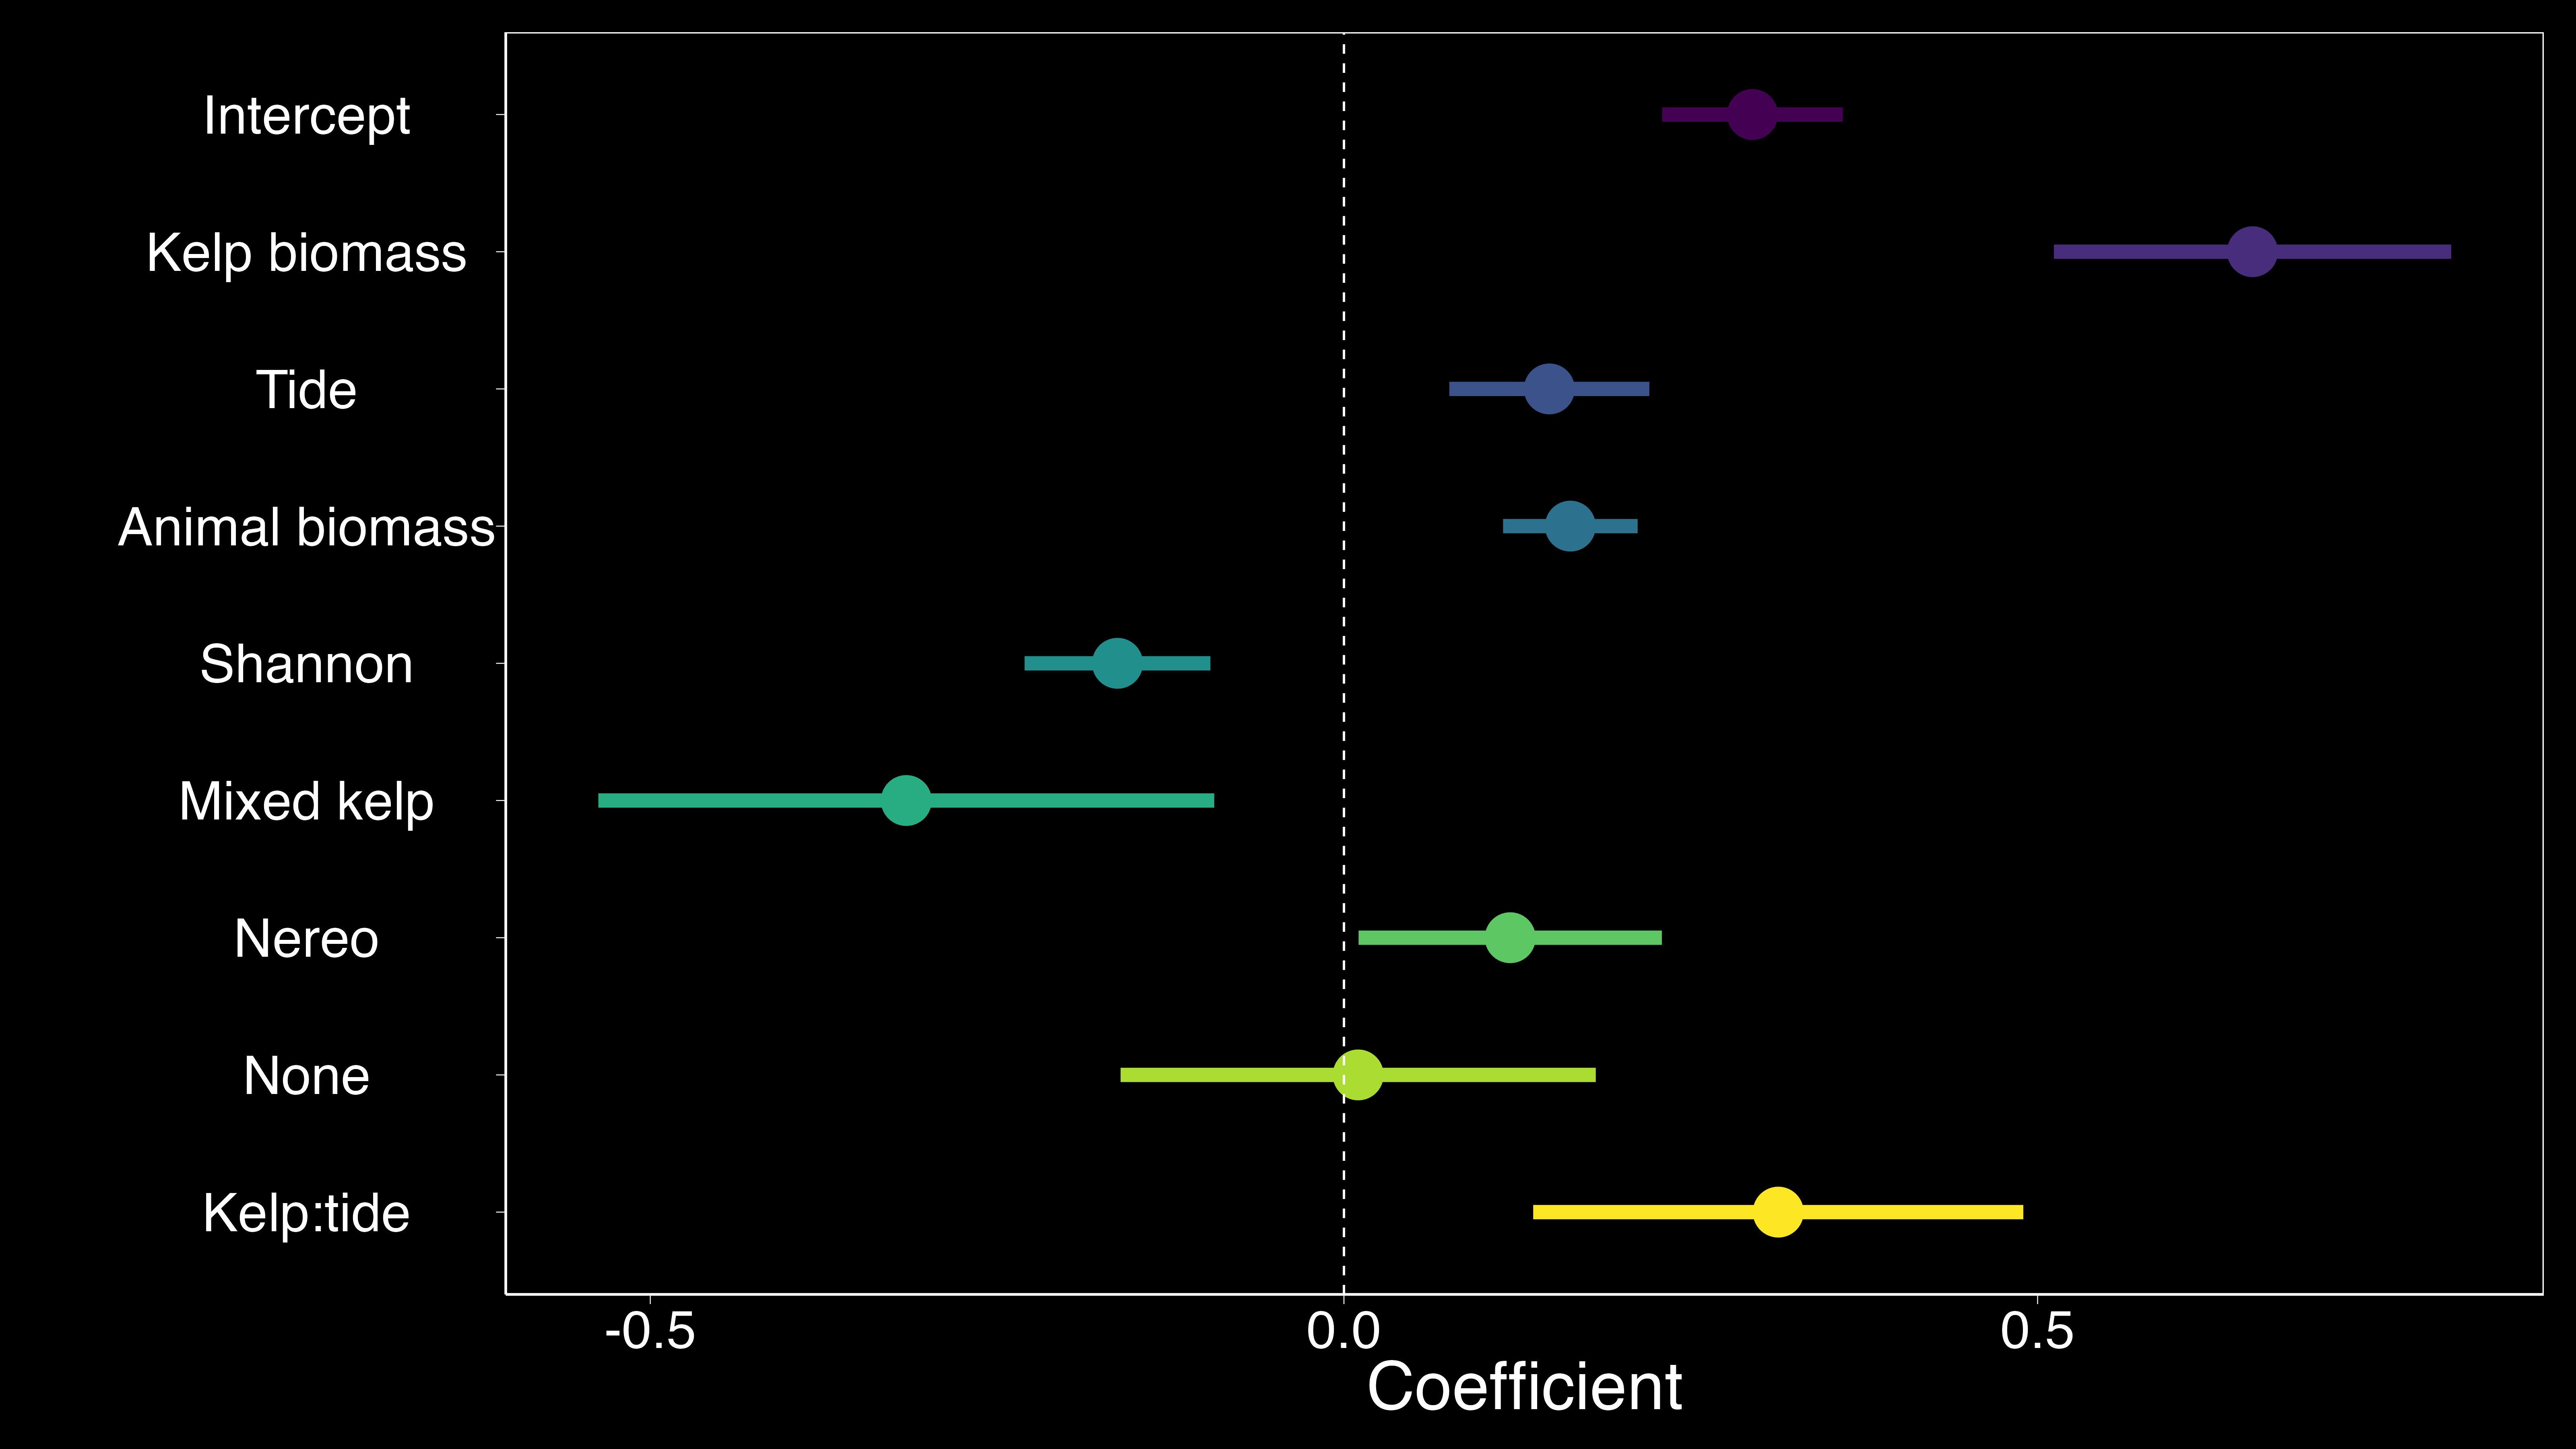 Intercept
Kelp biomass
Tide
Animal biomass
Shannon
Mixed kelp
Nereo
None
Kelp:tide
-0.5 0.0 0.5
Coefficient